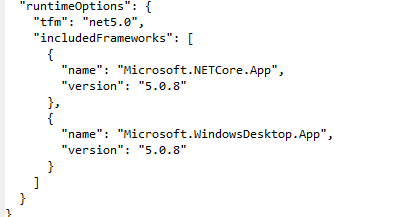 "runtimeOptions": {
"tfm": "net5.0",
"includedFrameworks": [
{
"name": "Microsoft.NETCore.App",
"version": "5.0.8"
},
{
"name": "Microsoft.WindowsDesktop.App",
"version": "5.0.8"
}
]
}
}